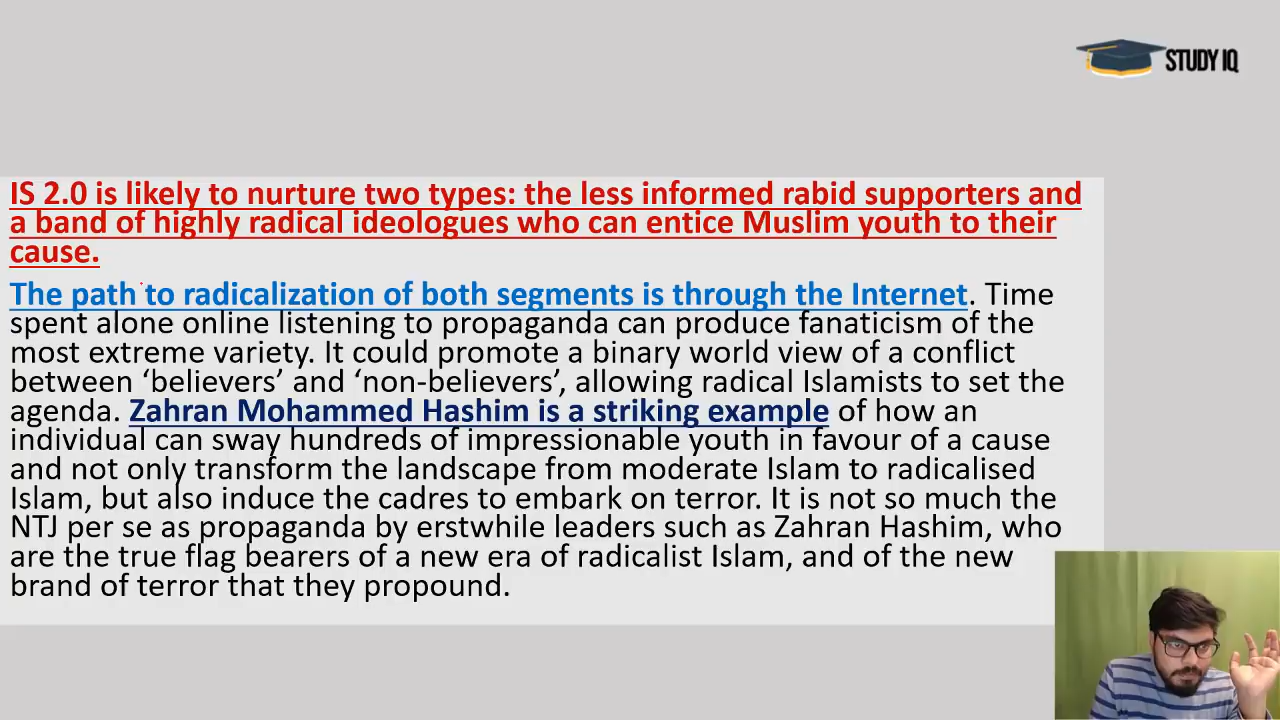 STUDY IQ
IS 2.0 is likely to nurture two types: the less informed rabid supporters and
a band of highly radical ideologues who can entice Muslim youth to their
cause.
The path to radicalization of both segments is through the Internet. Time
spent alone online listening to propaganda can produce fanaticism of the
most extreme variety. It could promote a binary world view of a conflict
between ‘believers’ and ‘non-believers’, allowing radical Islamists to set the
agenda. Zahran Mohammed Hashim is a striking example of how an
individual can sway hundreds of impressionable youth in favour of a cause
and not only transform the landscape from moderate Islam to radicalised
Islam, but also induce the cadres to embark on terror. It is not so much the
NTJ per se as propaganda by erstwhile leaders such as Zahran Hashim, who
are the true flag bearers of a new era of radicalist Islam, and of the new
brand of terror that they propound.